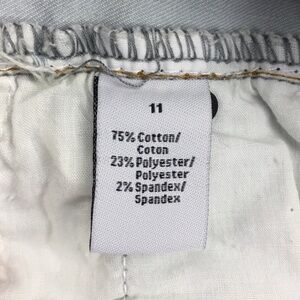 11
75% Cotton/
Coton
23% Polyester/
Polyester
2% Spandex/
Spandex